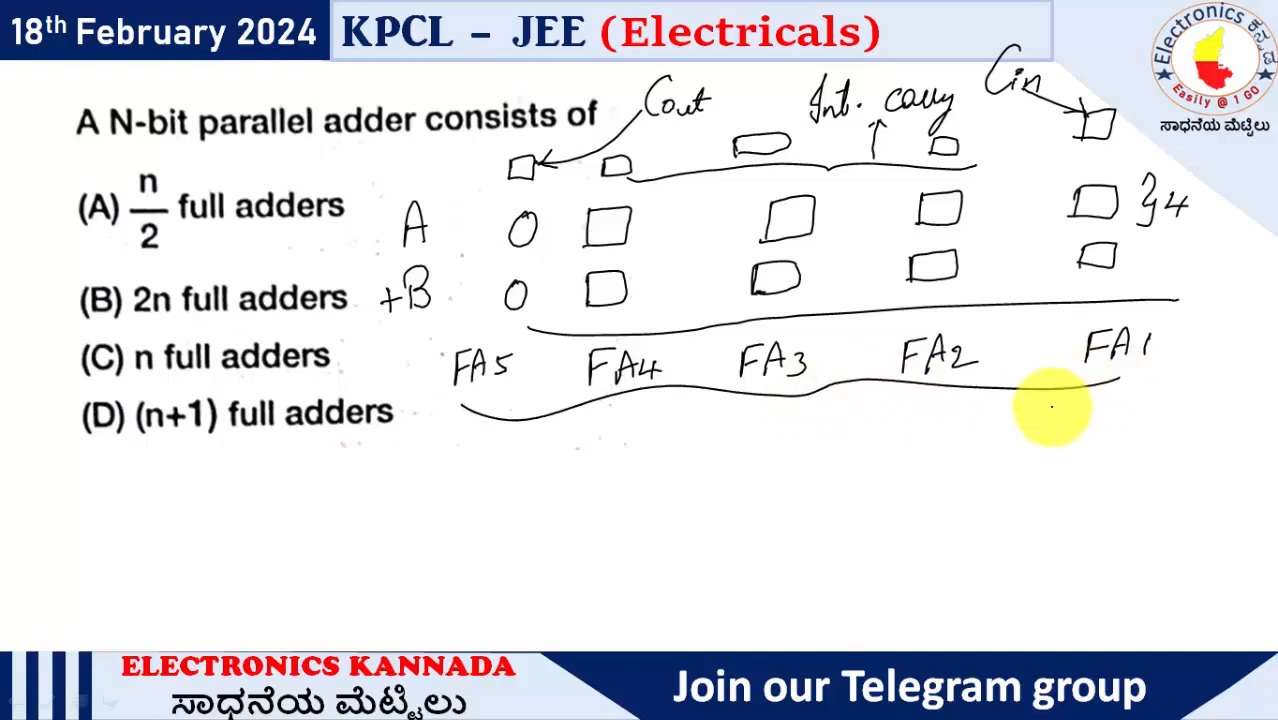 18th February 2024
KPCL – JEE (Electricals)
Electronics ಕನ್ನಡ
Easily @ 1 GO
ಸಾಧನೆಯ ಮೆಟ್ಟಿಲು
A N-bit parallel adder consists of
(A) n/2 full adders
(B) 2n full adders
(C) n full adders
(D) (n+1) full adders
Cout
Int. carry
Cin
A 0 }4
+B 0
FA5 FA4 FA3 FA2 FA1
ELECTRONICS KANNADA
ಸಾಧನೆಯ ಮೆಟ್ಟಿಲು
Join our Telegram group